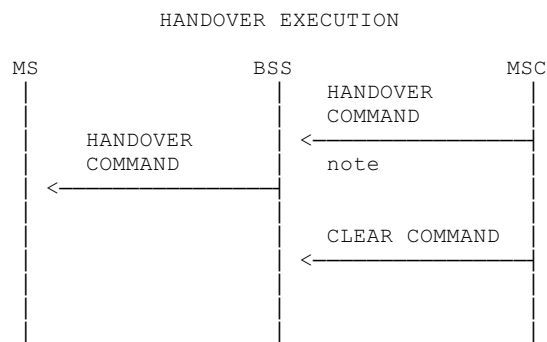 HANDOVER EXECUTION
MS BSS MSC
HANDOVER
COMMAND
HANDOVER
COMMAND note
CLEAR COMMAND